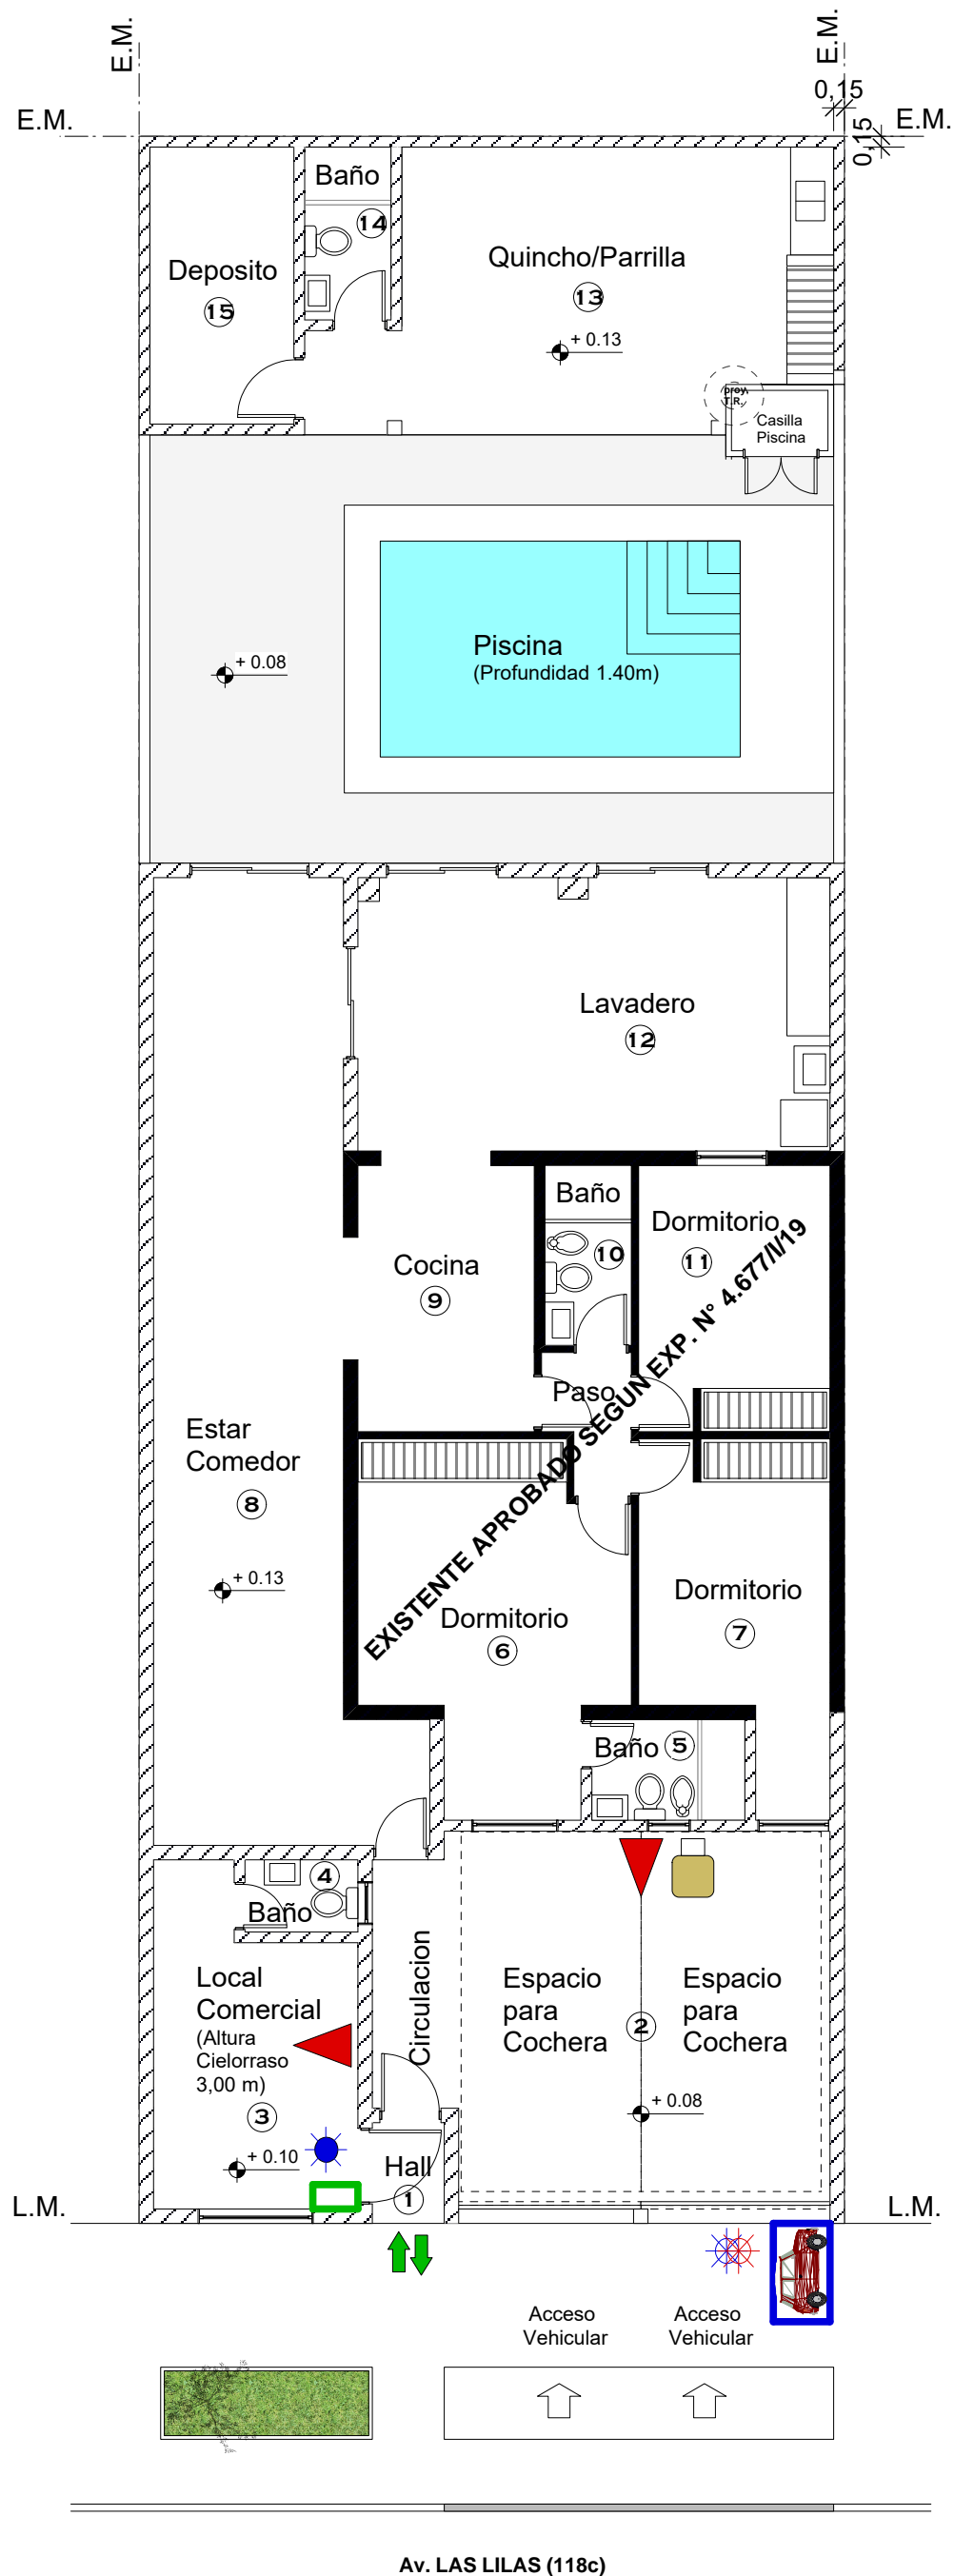 E.M.
E.M.
0,15
E.M.
E.M.
0,15
Baño
14
Deposito
15
Quincho/Parrilla
13
+ 0.13
proy.
T.R.
Casilla
Piscina
+ 0.08
Piscina
(Profundidad 1.40m)
Lavadero
12
Baño
10
Dormitorio
11
Cocina
9
Paso
EXISTENTE APROBADO SEGUN EXP. N° 4.677/I/19
Estar
Comedor
8
+ 0.13
Dormitorio
6
Dormitorio
7
Baño 5
4
Baño
Local
Comercial
(Altura
Cielorraso
3,00 m)
3
+ 0.10
Circulacion
Espacio
para
Cochera
2
Espacio
para
Cochera
+ 0.08
Hall
1
L.M.
L.M.
Acceso
Vehicular
Acceso
Vehicular
Av. LAS LILAS (118c)